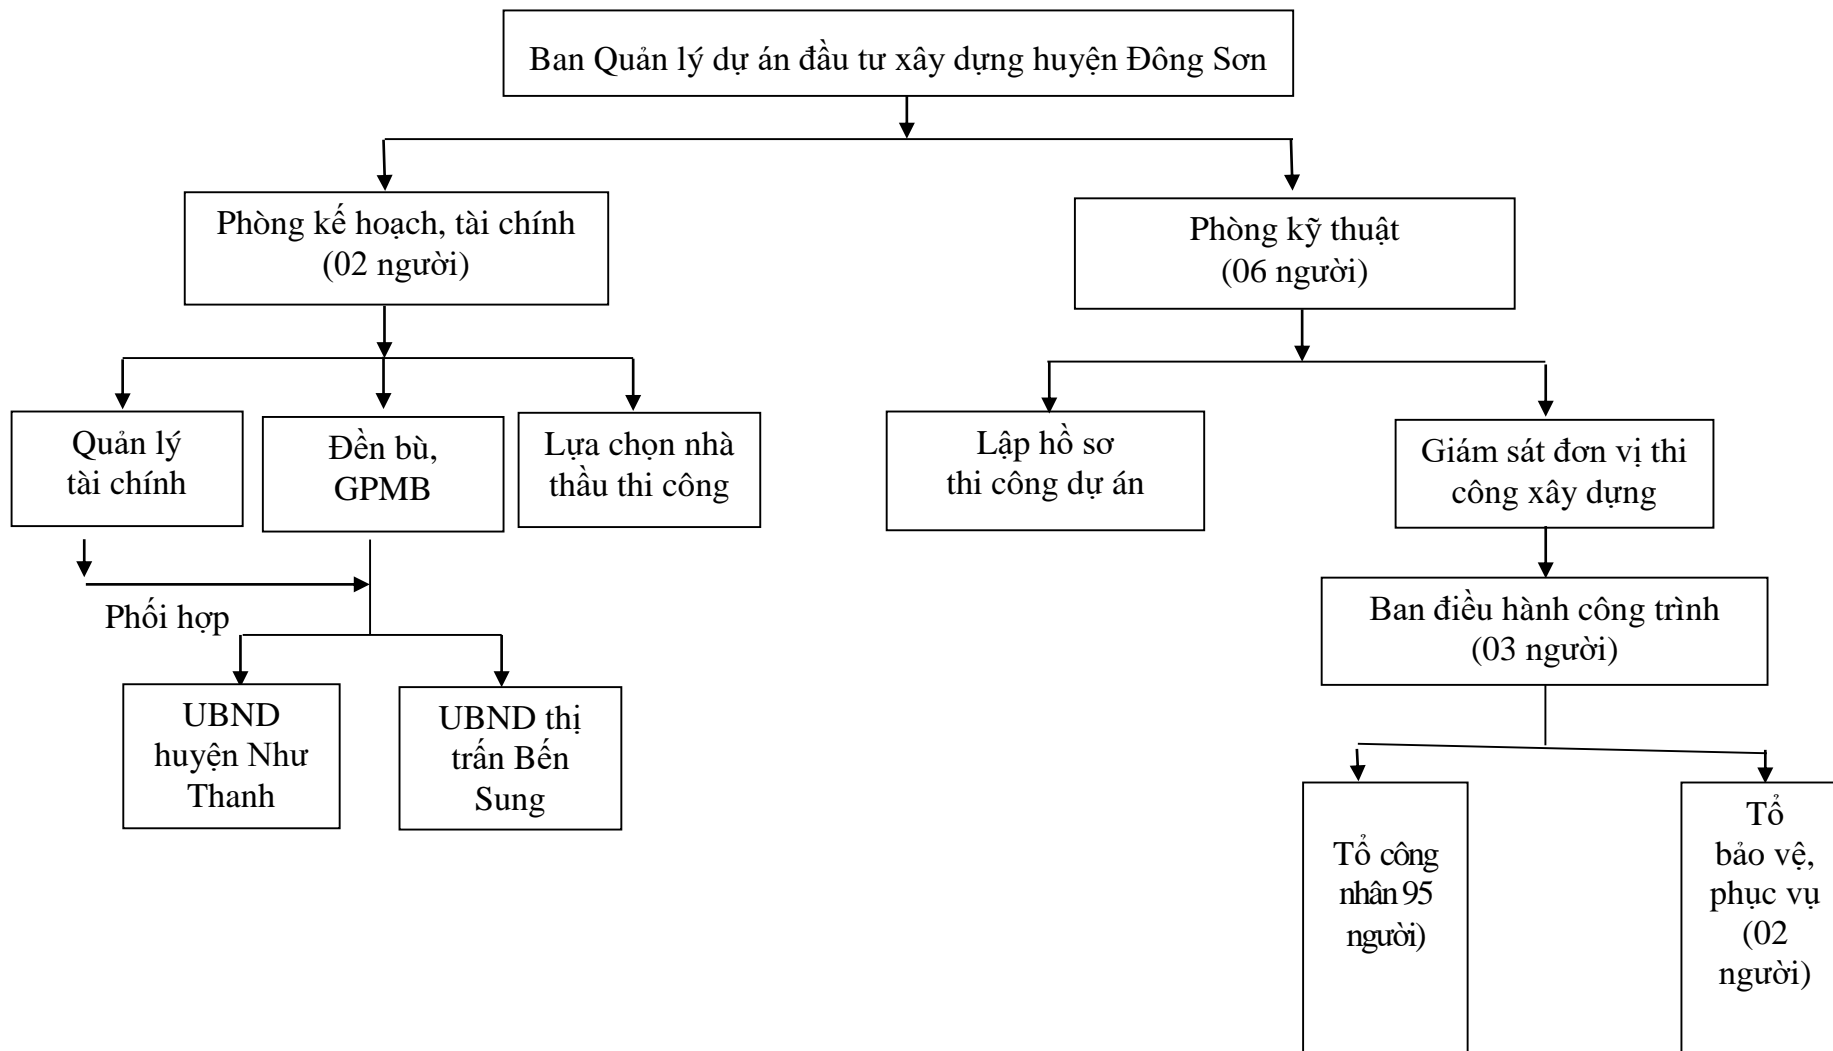 Ban Quản lý dự án đầu tư xây dựng huyện Đông Sơn
Phòng kế hoạch, tài chính
(02 người)
Phòng kỹ thuật
(06 người)
Quản lý
tài chính
Đền bù,
GPMB
Lựa chọn nhà
thầu thi công
Lập hồ sơ
thi công dự án
Giám sát đơn vị thi
công xây dựng
Phối hợp
Ban điều hành công trình
(03 người)
UBND
huyện Như
Thanh
UBND thị
trấn Bến
Sung
Tổ công
nhân 95
người)
Tổ
bảo vệ,
phục vụ
(02
người)